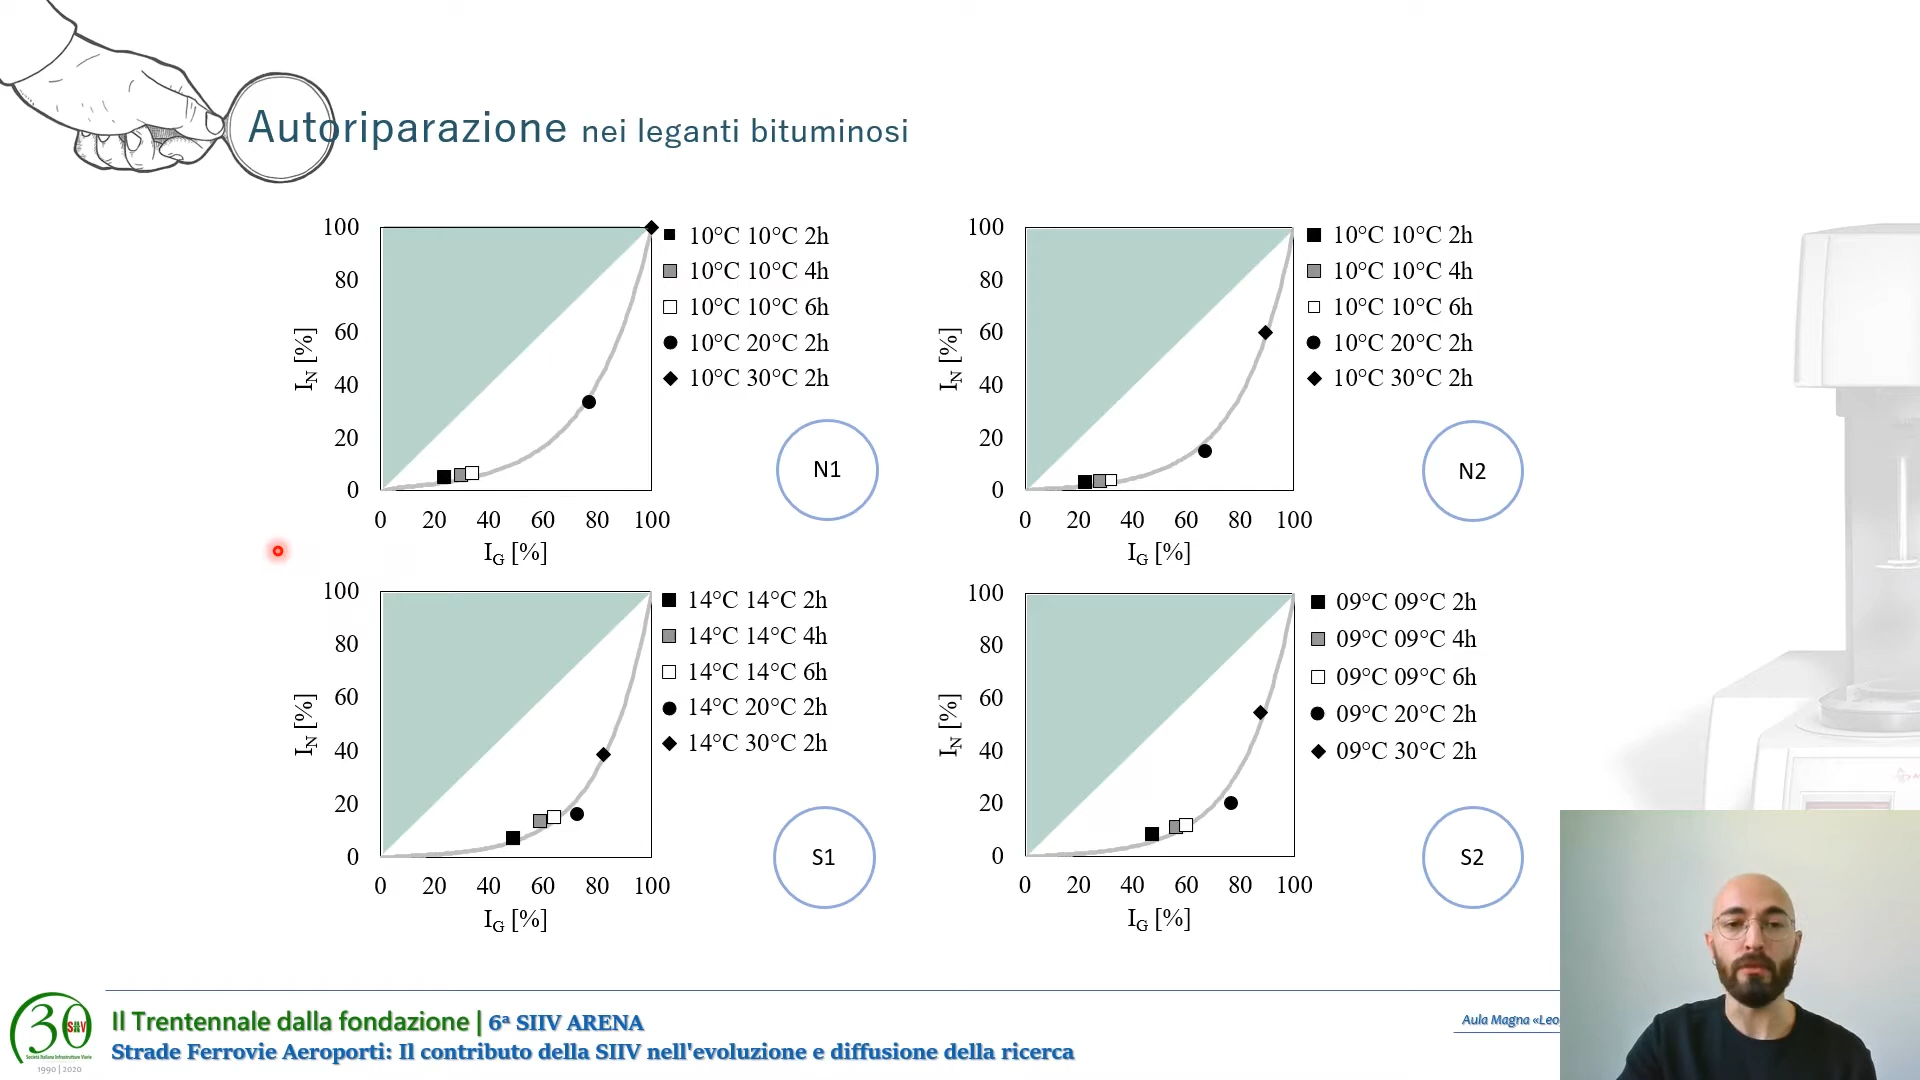 Autoriparazione nei leganti bituminosi
100
80
60
40
20
0
I_N [%]
0 20 40 60 80 100
I_G [%]
10°C 10°C 2h
10°C 10°C 4h
10°C 10°C 6h
10°C 20°C 2h
10°C 30°C 2h
N1
100
80
60
40
20
0
I_N [%]
0 20 40 60 80 100
I_G [%]
10°C 10°C 2h
10°C 10°C 4h
10°C 10°C 6h
10°C 20°C 2h
10°C 30°C 2h
N2
100
80
60
40
20
0
I_N [%]
0 20 40 60 80 100
I_G [%]
14°C 14°C 2h
14°C 14°C 4h
14°C 14°C 6h
14°C 20°C 2h
14°C 30°C 2h
S1
100
80
60
40
20
0
I_N [%]
0 20 40 60 80 100
I_G [%]
09°C 09°C 2h
09°C 09°C 4h
09°C 09°C 6h
09°C 20°C 2h
09°C 30°C 2h
S2
30
SIIV
Società Italiana Infrastrutture Viarie
1990 | 2020
Il Trentennale dalla fondazione | 6ª SIIV ARENA
Strade Ferrovie Aeroporti: Il contributo della SIIV nell'evoluzione e diffusione della ricerca
Aula Magna «Leo